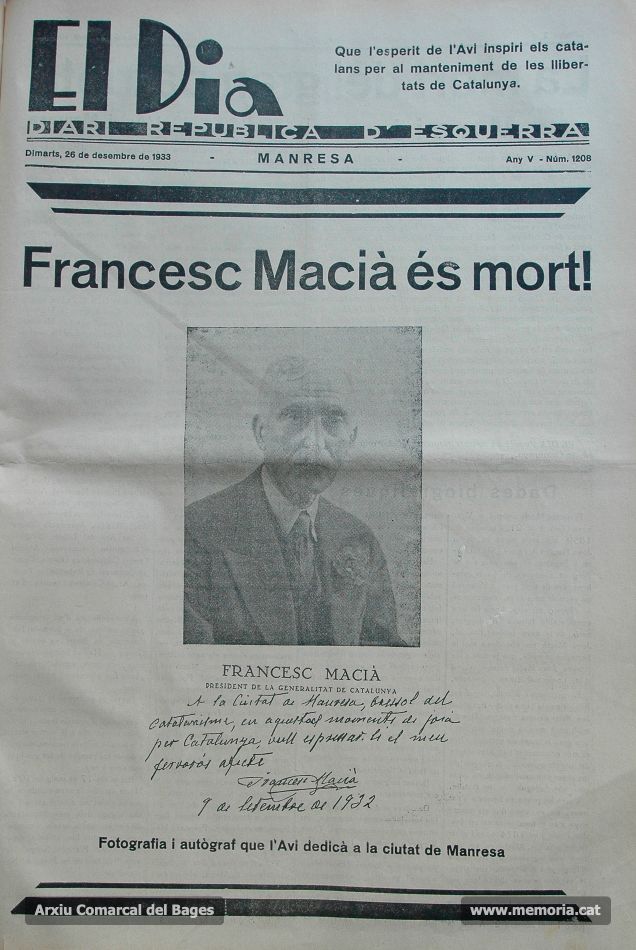 El Dia
Que l'esperit de l'Avi inspiri els cata-
lans per al manteniment de les lliber-
tats de Catalunya.
DIARI REPUBLICA D'ESQUERRA
Dimarts, 26 de desembre de 1933 - MANRESA - Any V - Núm. 1208
Francesc Macià és mort!
Dades biogràfiques
FRANCESC MACIÀ
PRESIDENT DE LA GENERALITAT DE CATALUNYA
A la Ciutat de Manresa, bressol del
catalanisme, en aquestos moments de joia
per Catalunya, vull espressar-li el meu
fervorós afecte
Francesc Macià
9 de Setembre de 1932
Fotografia i autògraf que l'Avi dedicà a la ciutat de Manresa
Arxiu Comarcal del Bages
www.memoria.cat